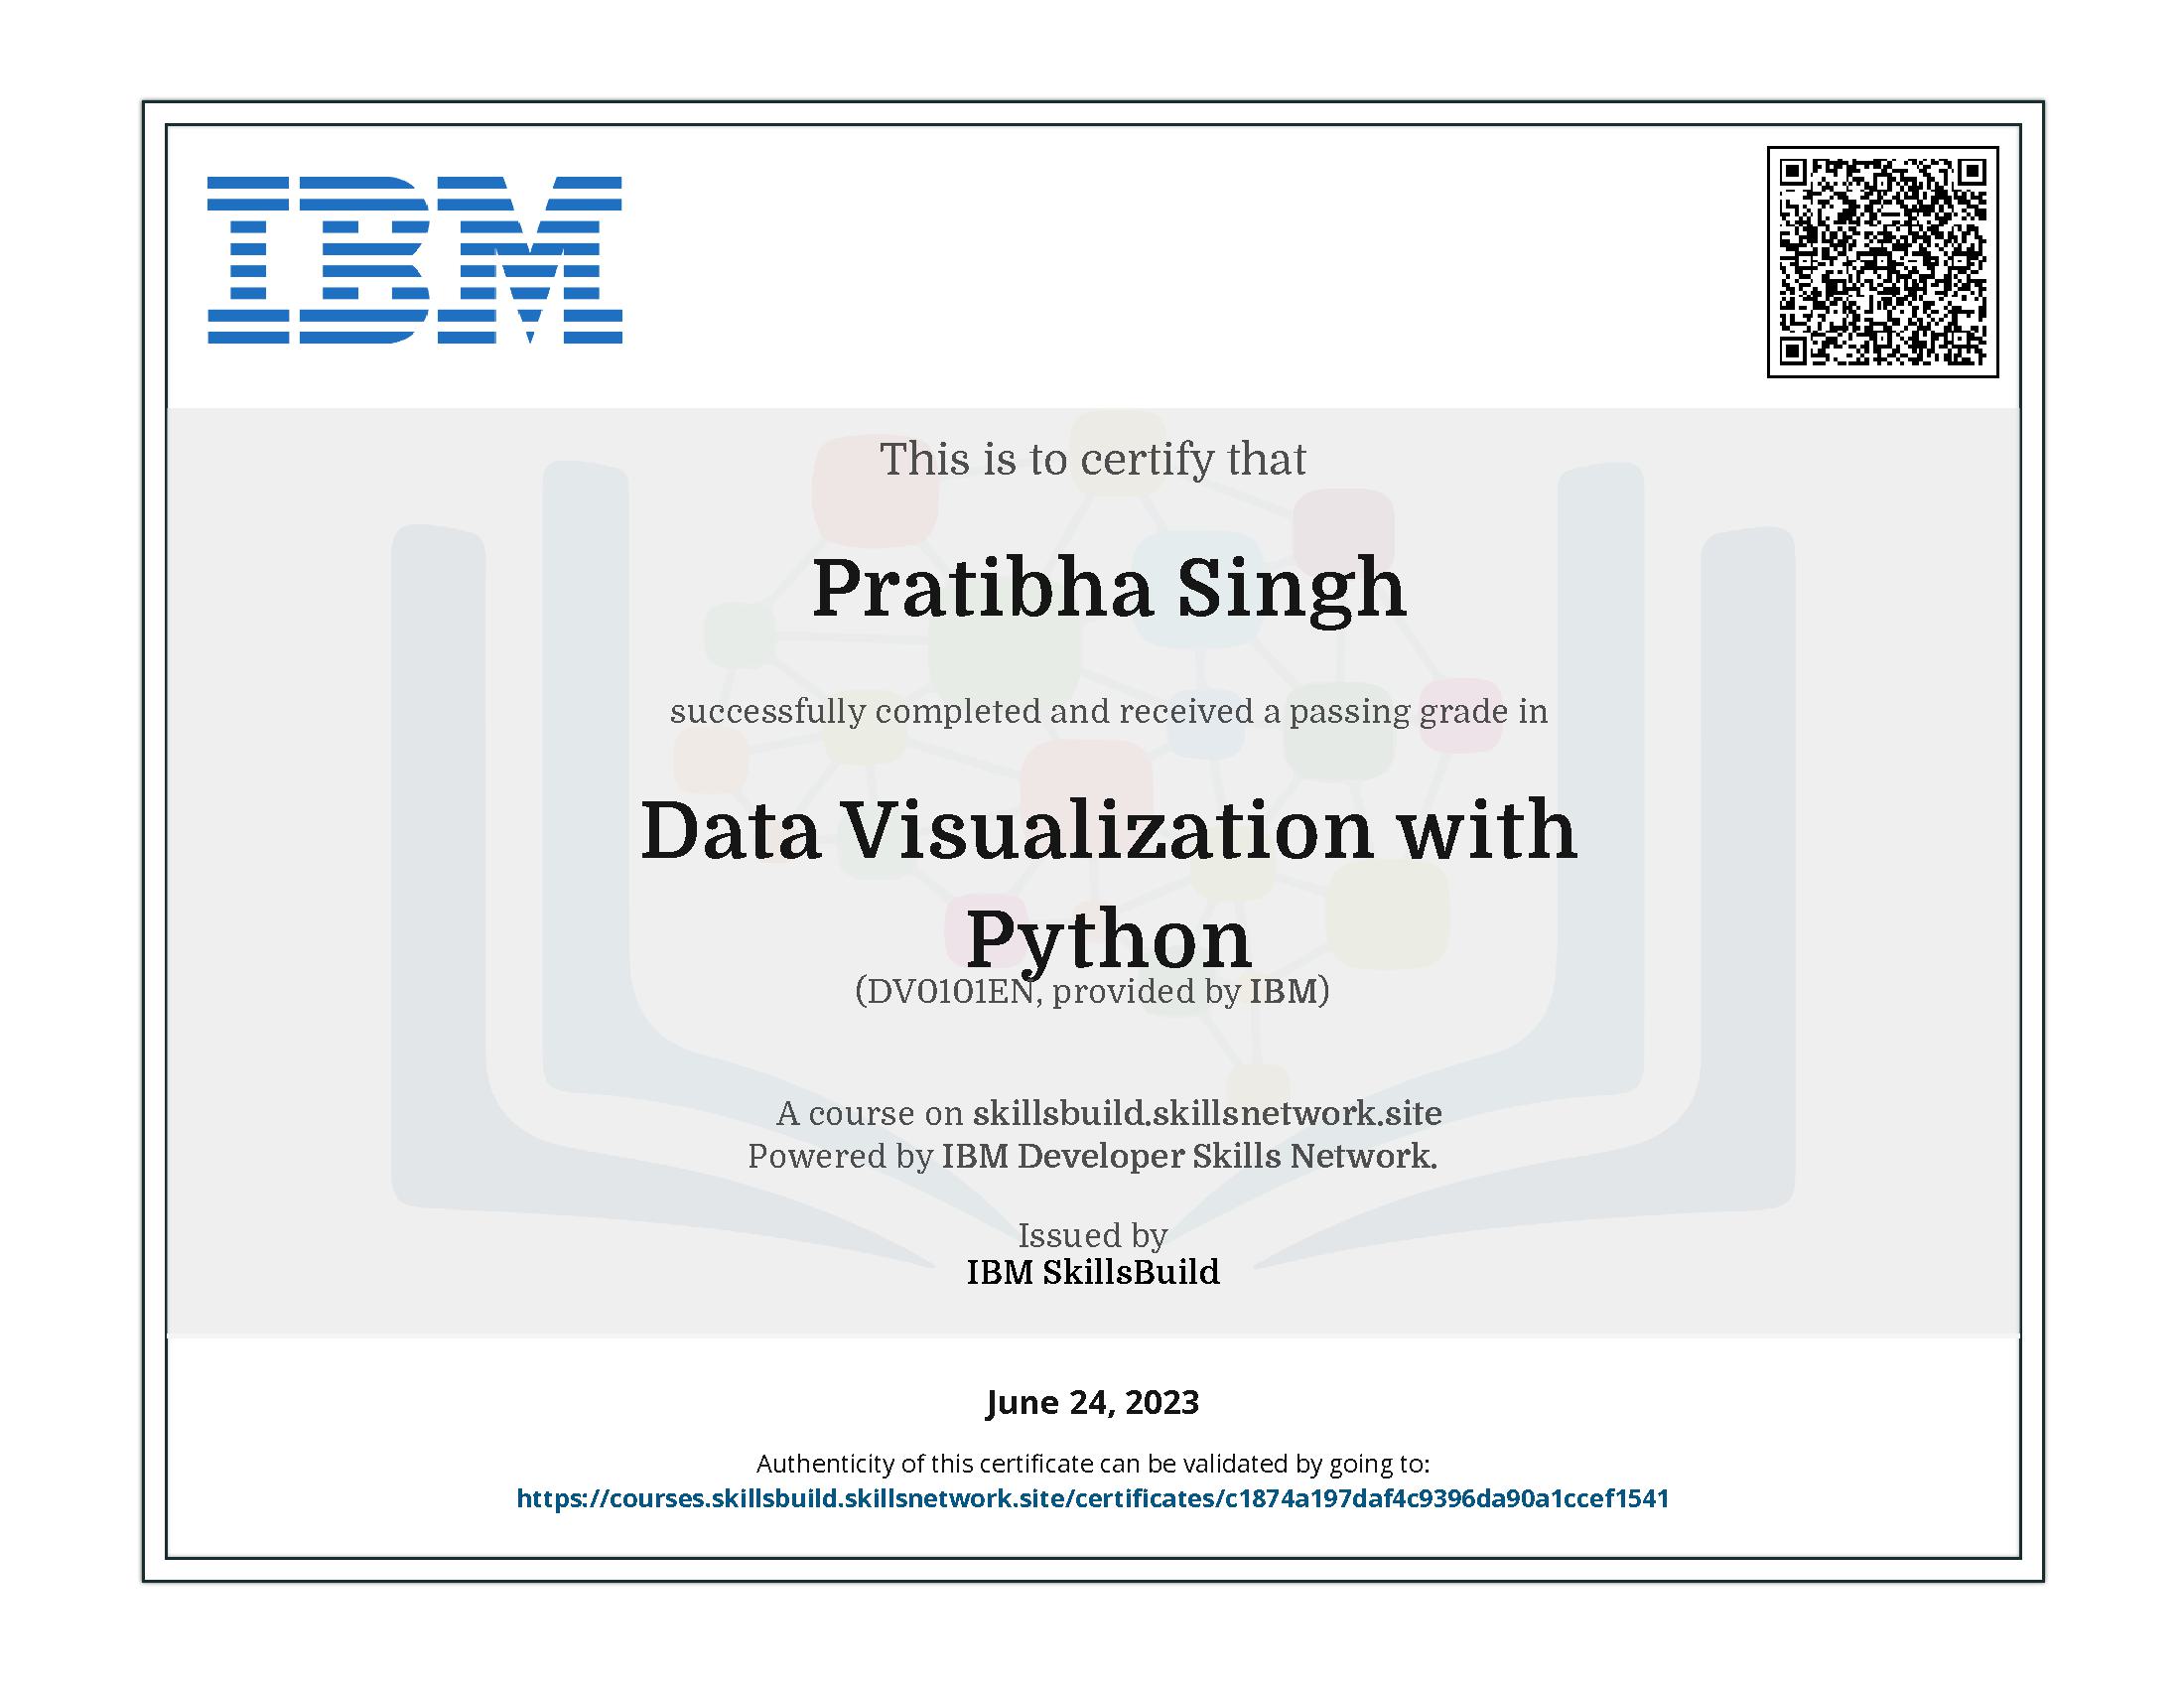 IBM
This is to certify that
Pratibha Singh
successfully completed and received a passing grade in
Data Visualization with
Python
(DV0101EN, provided by IBM)
A course on skillsbuild.skillsnetwork.site
Powered by IBM Developer Skills Network.
Issued by
IBM SkillsBuild
June 24, 2023
Authenticity of this certificate can be validated by going to:
https://courses.skillsbuild.skillsnetwork.site/certificates/c1874a197daf4c9396da90a1ccef1541